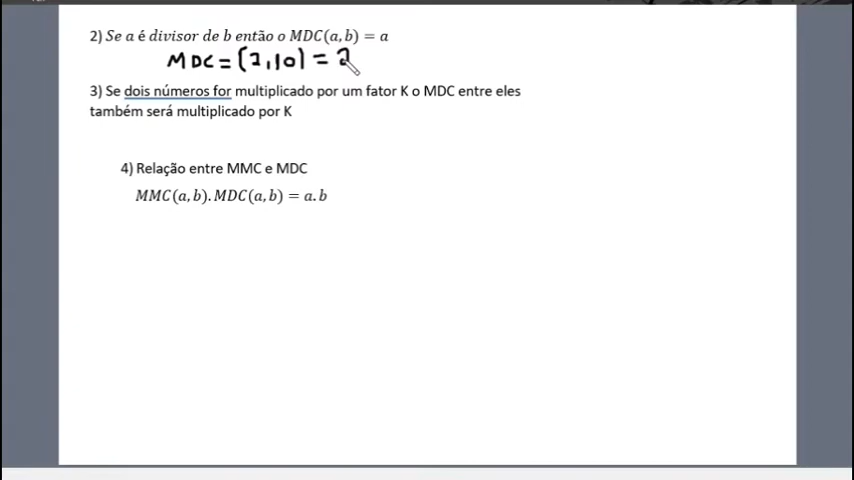 2) Se a é divisor de b então o MDC(a,b) = a
MDC = (2,10) = 2
3) Se dois números for multiplicado por um fator K o MDC entre eles
também será multiplicado por K
4) Relação entre MMC e MDC
MMC(a,b).MDC(a,b) = a.b